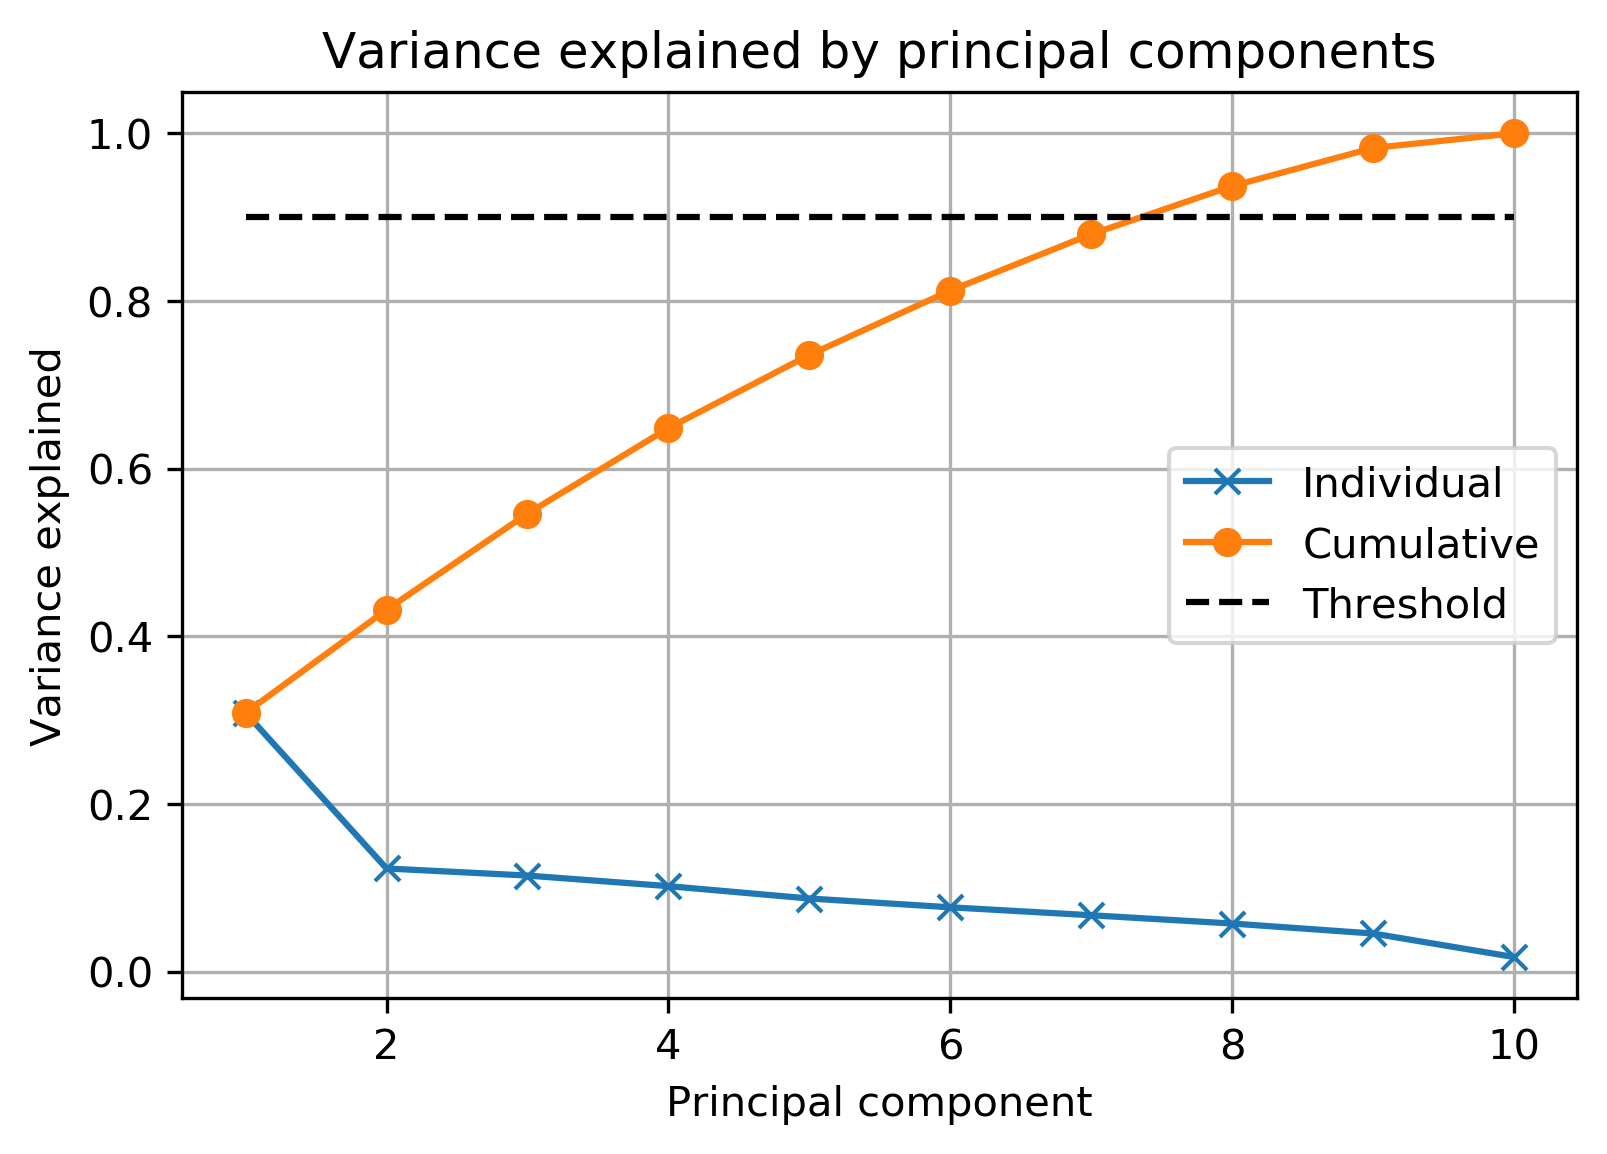 Variance explained by principal components
1.0
0.8
0.6
0.4
0.2
0.0
Variance explained
Individual
Cumulative
Threshold
2 4 6 8 10
Principal component